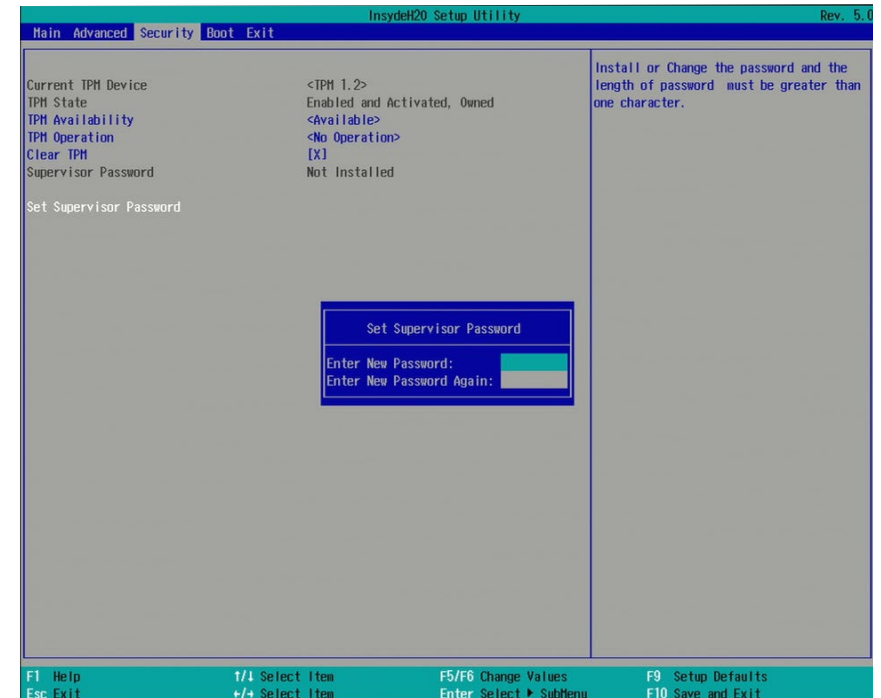 InsydeH20 Setup Utility Rev. 5.0
Main Advanced Security Boot Exit
Current TPM Device <TPM 1.2>
TPM State Enabled and Activated, Owned
TPM Availability <Available>
TPM Operation <No Operation>
Clear TPM [X]
Supervisor Password Not Installed
Set Supervisor Password
Install or Change the password and the
length of password must be greater than
one character.
Set Supervisor Password
Enter New Password:
Enter New Password Again:
F1 Help ↑/↓ Select Item F5/F6 Change Values F9 Setup Defaults
Esc Exit ←/→ Select Item Enter Select ▶ SubMenu F10 Save and Exit